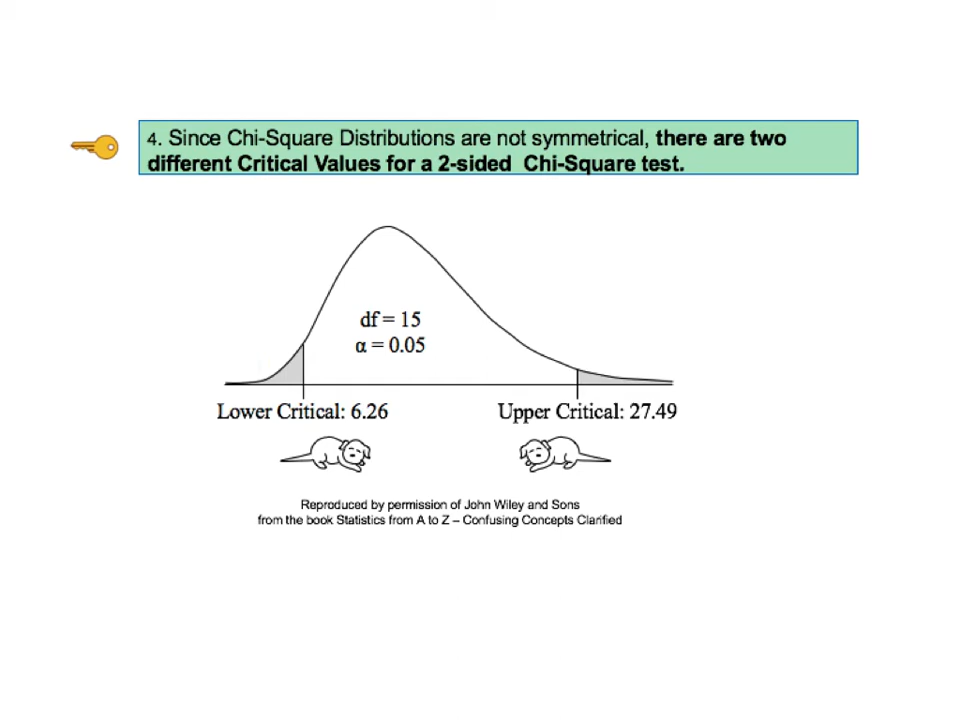 4. Since Chi-Square Distributions are not symmetrical, there are two
different Critical Values for a 2-sided Chi-Square test.
df = 15
α = 0.05
Lower Critical: 6.26
Upper Critical: 27.49
Reproduced by permission of John Wiley and Sons
from the book Statistics from A to Z – Confusing Concepts Clarified